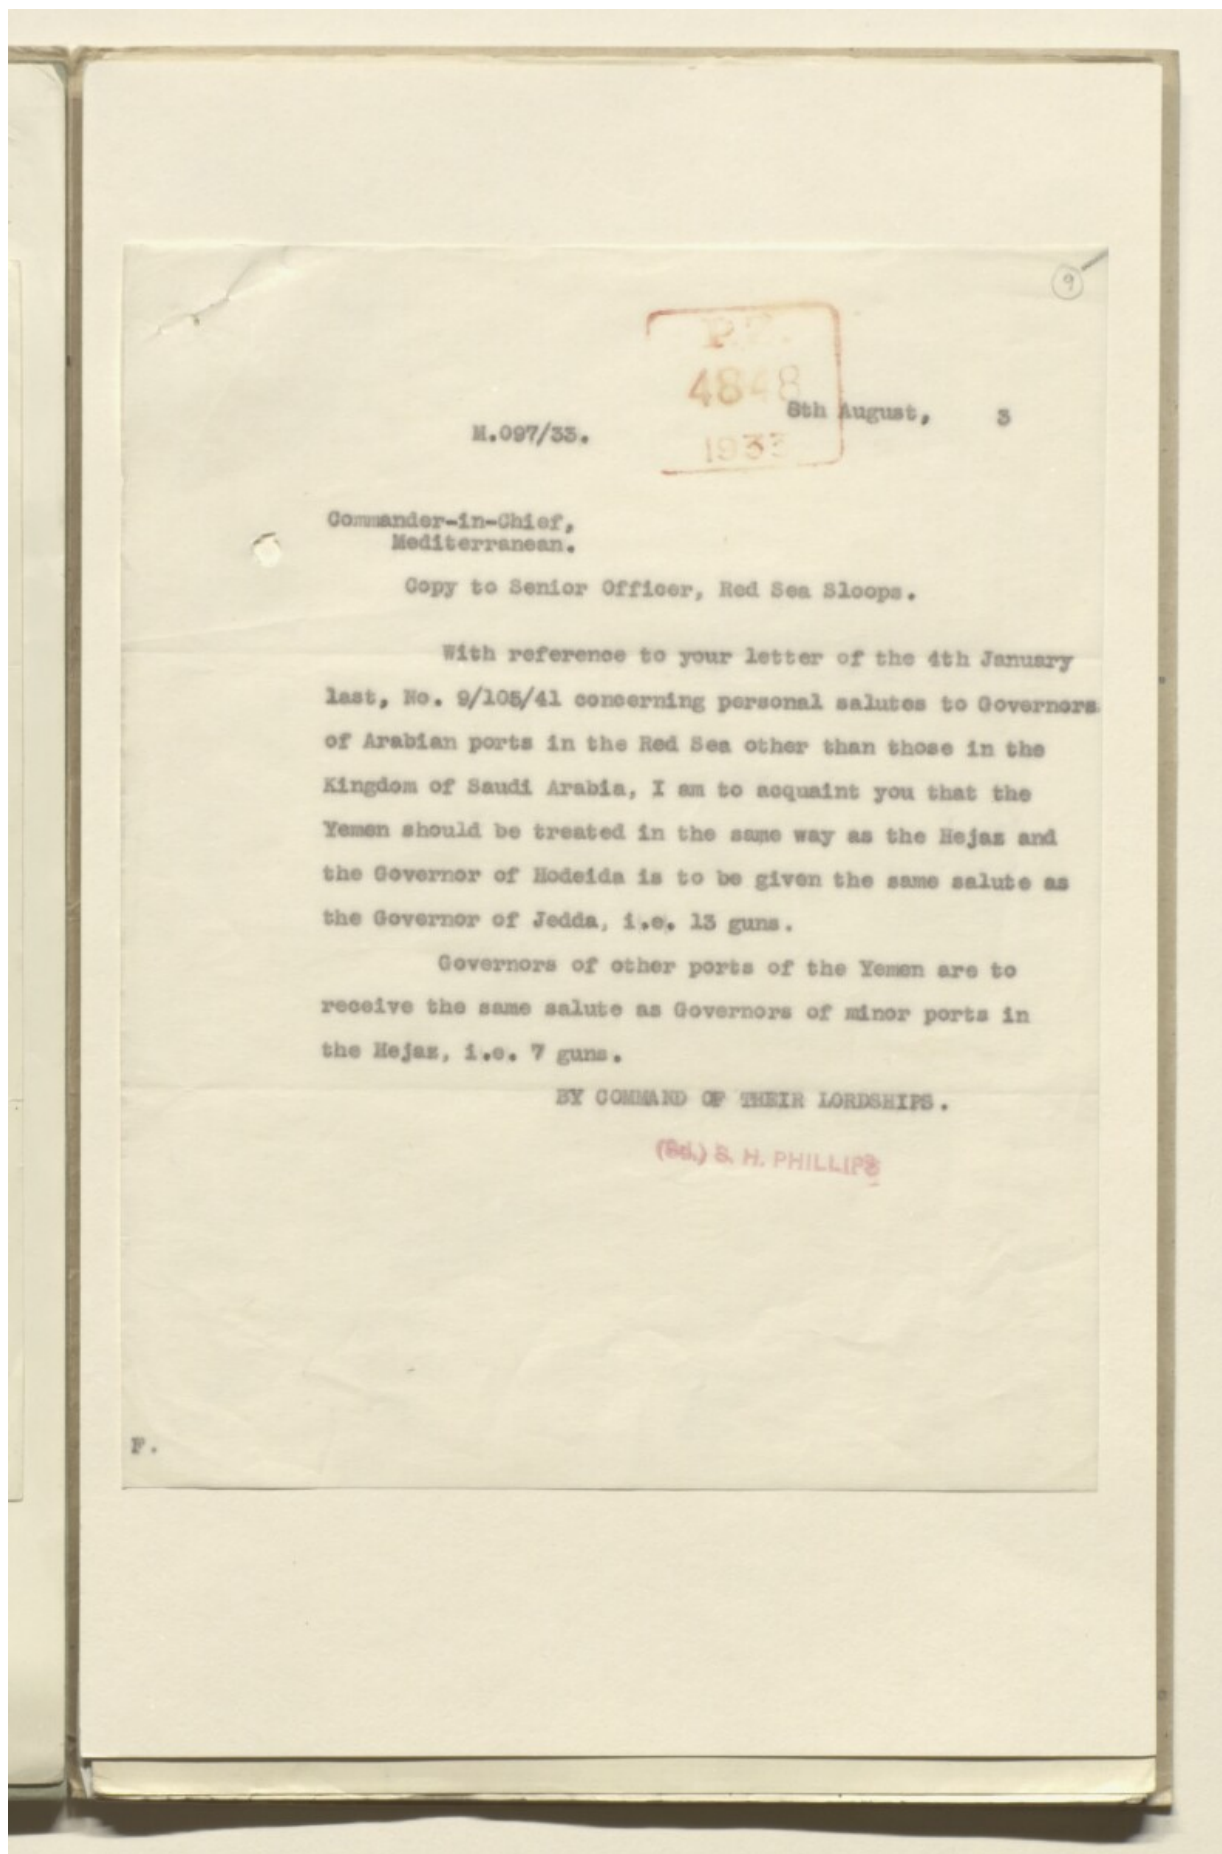 9
P.Z.
4848
1933
8th August, 3
M.097/33.
Commander-in-Chief,
Mediterranean.
Copy to Senior Officer, Red Sea Sloops.
With reference to your letter of the 4th January
last, No. 9/105/41 concerning personal salutes to Governors
of Arabian ports in the Red Sea other than those in the
Kingdom of Saudi Arabia, I am to acquaint you that the
Yemen should be treated in the same way as the Hejaz and
the Governor of Hodeida is to be given the same salute as
the Governor of Jedda, i.e. 13 guns.
Governors of other ports of the Yemen are to
receive the same salute as Governors of minor ports in
the Hejaz, i.e. 7 guns.
BY COMMAND OF THEIR LORDSHIPS.
(Sd.) S. H. PHILLIPS
F.